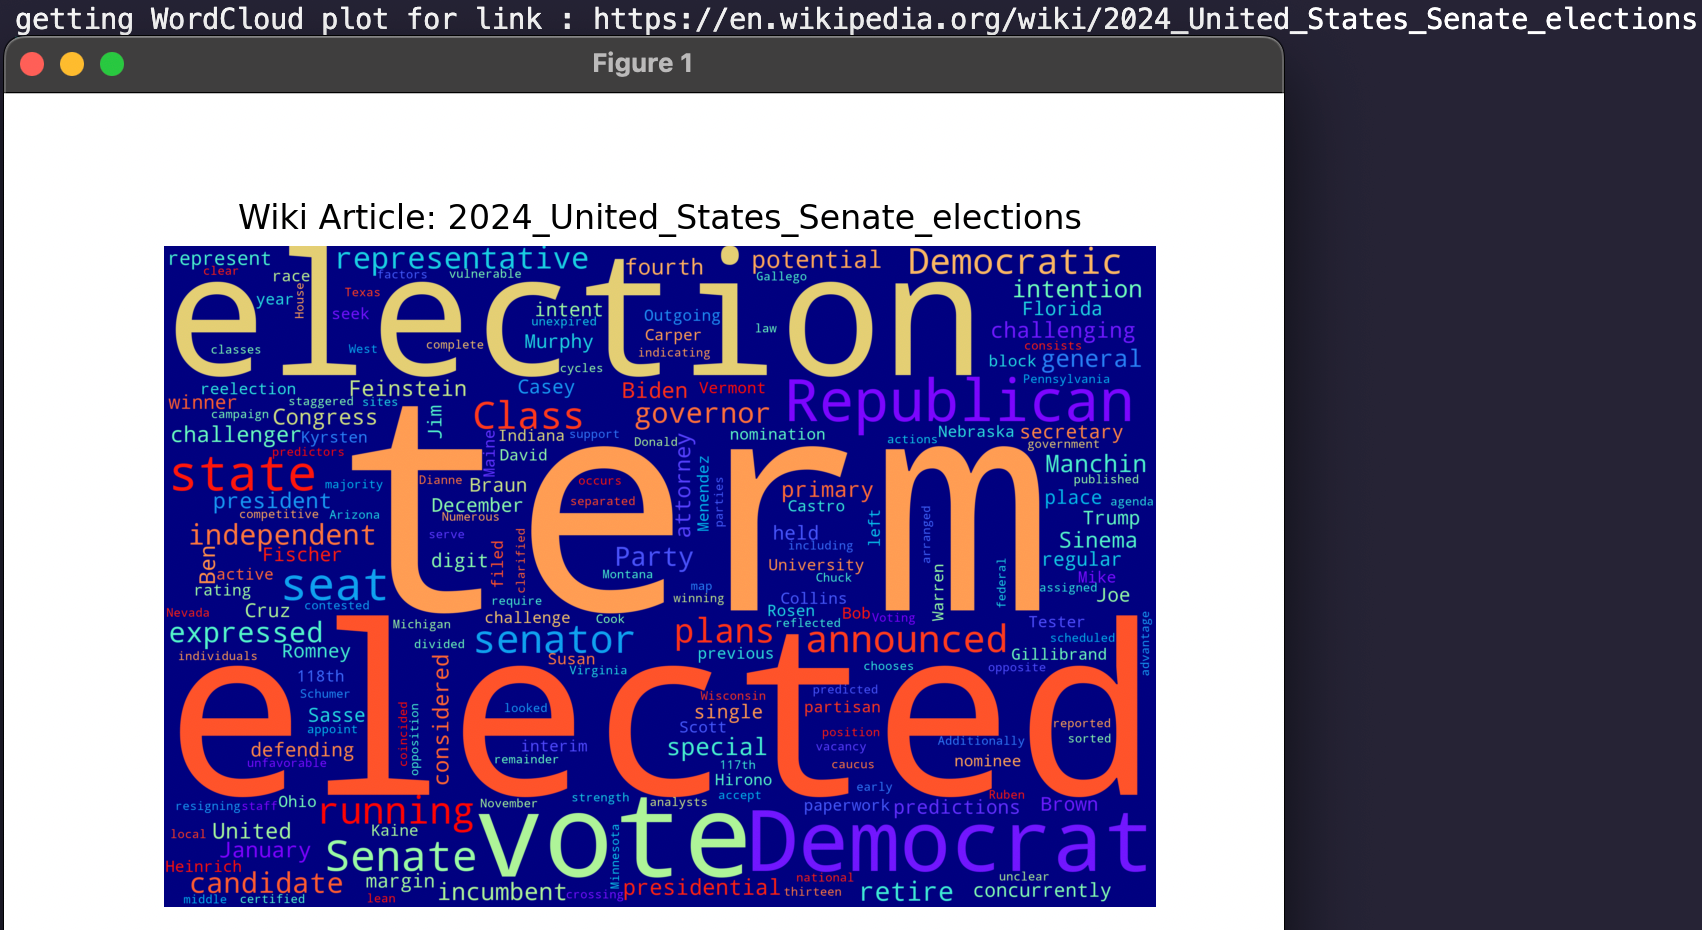 getting WordCloud plot for link : https://en.wikipedia.org/wiki/2024_United_States_Senate_elections
Figure 1
Wiki Article: 2024_United_States_Senate_elections
represent
representative
fourth
potential
Democratic
clear
race
factors
vulnerable
Gallego
election
year
House
Texas
seek
intent
unexpired
Outgoing
intention
Florida
law
challenging
classes
West
complete
Murphy
Carper
indicating
consists
block
general
cycles
Pennsylvania
reelection
Feinstein
Casey
Biden
Vermont
Republican
winner
staggered
sites
campaign
Congress
Jim
Class
governor
challenger
Kyrsten
Maine
Indiana
support
Donald
attorney
nomination
actions
Nebraska
secretary
government
predictors
David
term
state
majority
Dianne
Braun
occurs
Menendez
parties
primary
Manchin
published
president
December
separated
Castro
place
agenda
competitive
Arizona
Numerous
left
arranged
Trump
independent
serve
held
including
Sinema
Fischer
Ben
digit
filed
clarified
Party
University
regular
active
seat
Montana
Chuck
Warren
federal
Mike
rating
map
winning
assigned
Joe
contested
require
Collins
Nevada
Cruz
challenge
Cook
Rosen
Bob
Voting
reflected
Tester
advantage
expressed
Michigan
senator
plans
announced
scheduled
individuals
Romney
divided
previous
Gillibrand
Susan
Virginia
chooses
opposite
elected
118th
Schumer
considered
Wisconsin
predicted
Sasse
coincided
opposition
looked
single
partisan
appoint
Scott
position
reported
defending
interim
special
vacancy
Additionally
sorted
unfavorable
remainder
117th
caucus
nominee
Hirono
early
resigning
staff
Ohio
running
November
strength
analysts
accept
paperwork
predictions
Ruben
Brown
local
United
Kaine
vote
Democrat
January
Senate
Minnesota
Heinrich
candidate
margin
incumbent
crossing
presidential
national
thirteen
retire
unclear
concurrently
middle
certified
lean